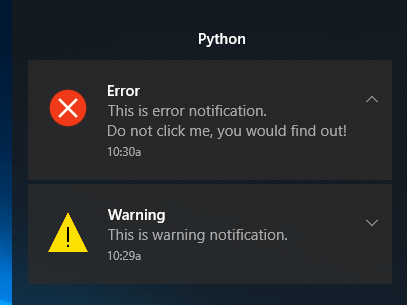 Python
Error
This is error notification.
Do not click me, you would find out!
10:30a
Warning
This is warning notification.
10:29a